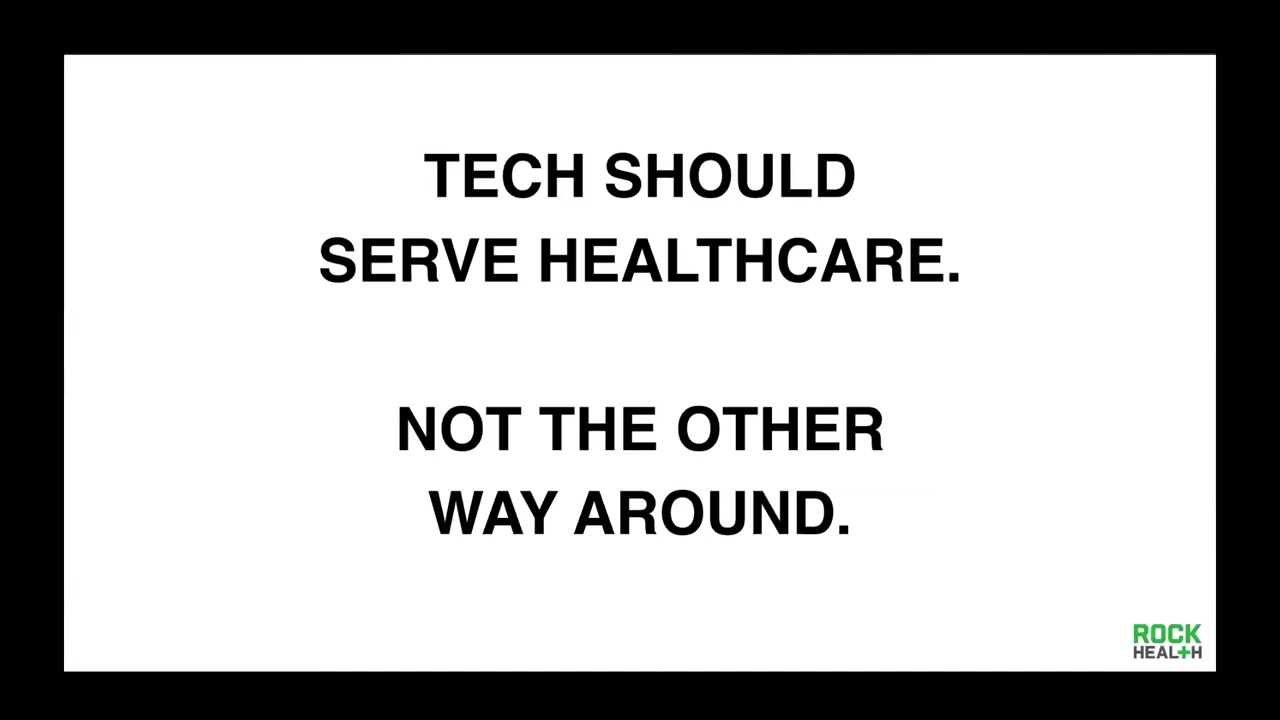 TECH SHOULD
SERVE HEALTHCARE.
NOT THE OTHER
WAY AROUND.
ROCK
HEALTH